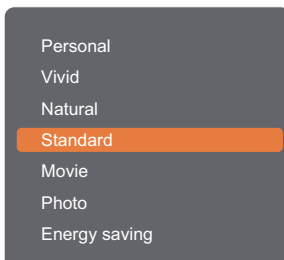 Personal
Vivid
Natural
Standard
Movie
Photo
Energy saving